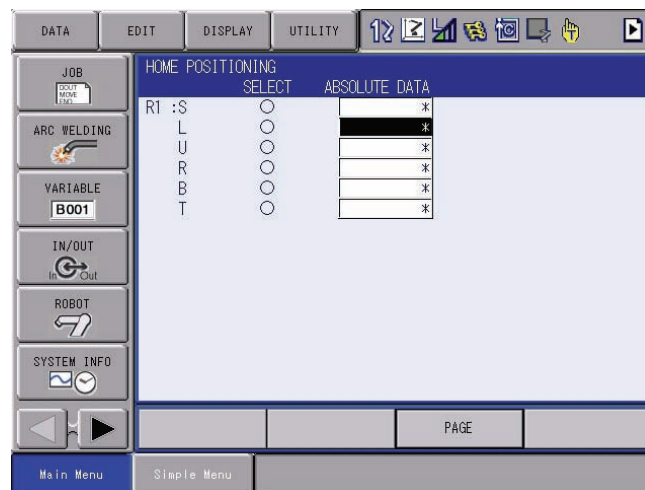 DATA EDIT DISPLAY UTILITY
JOB
DOUT
MOVE
END
ARC WELDING
VARIABLE
B001
IN/OUT
In Out
ROBOT
SYSTEM INFO
HOME POSITIONING
SELECT ABSOLUTE DATA
R1 :S *
L *
U *
R *
B *
T *
PAGE
Main Menu Simple Menu